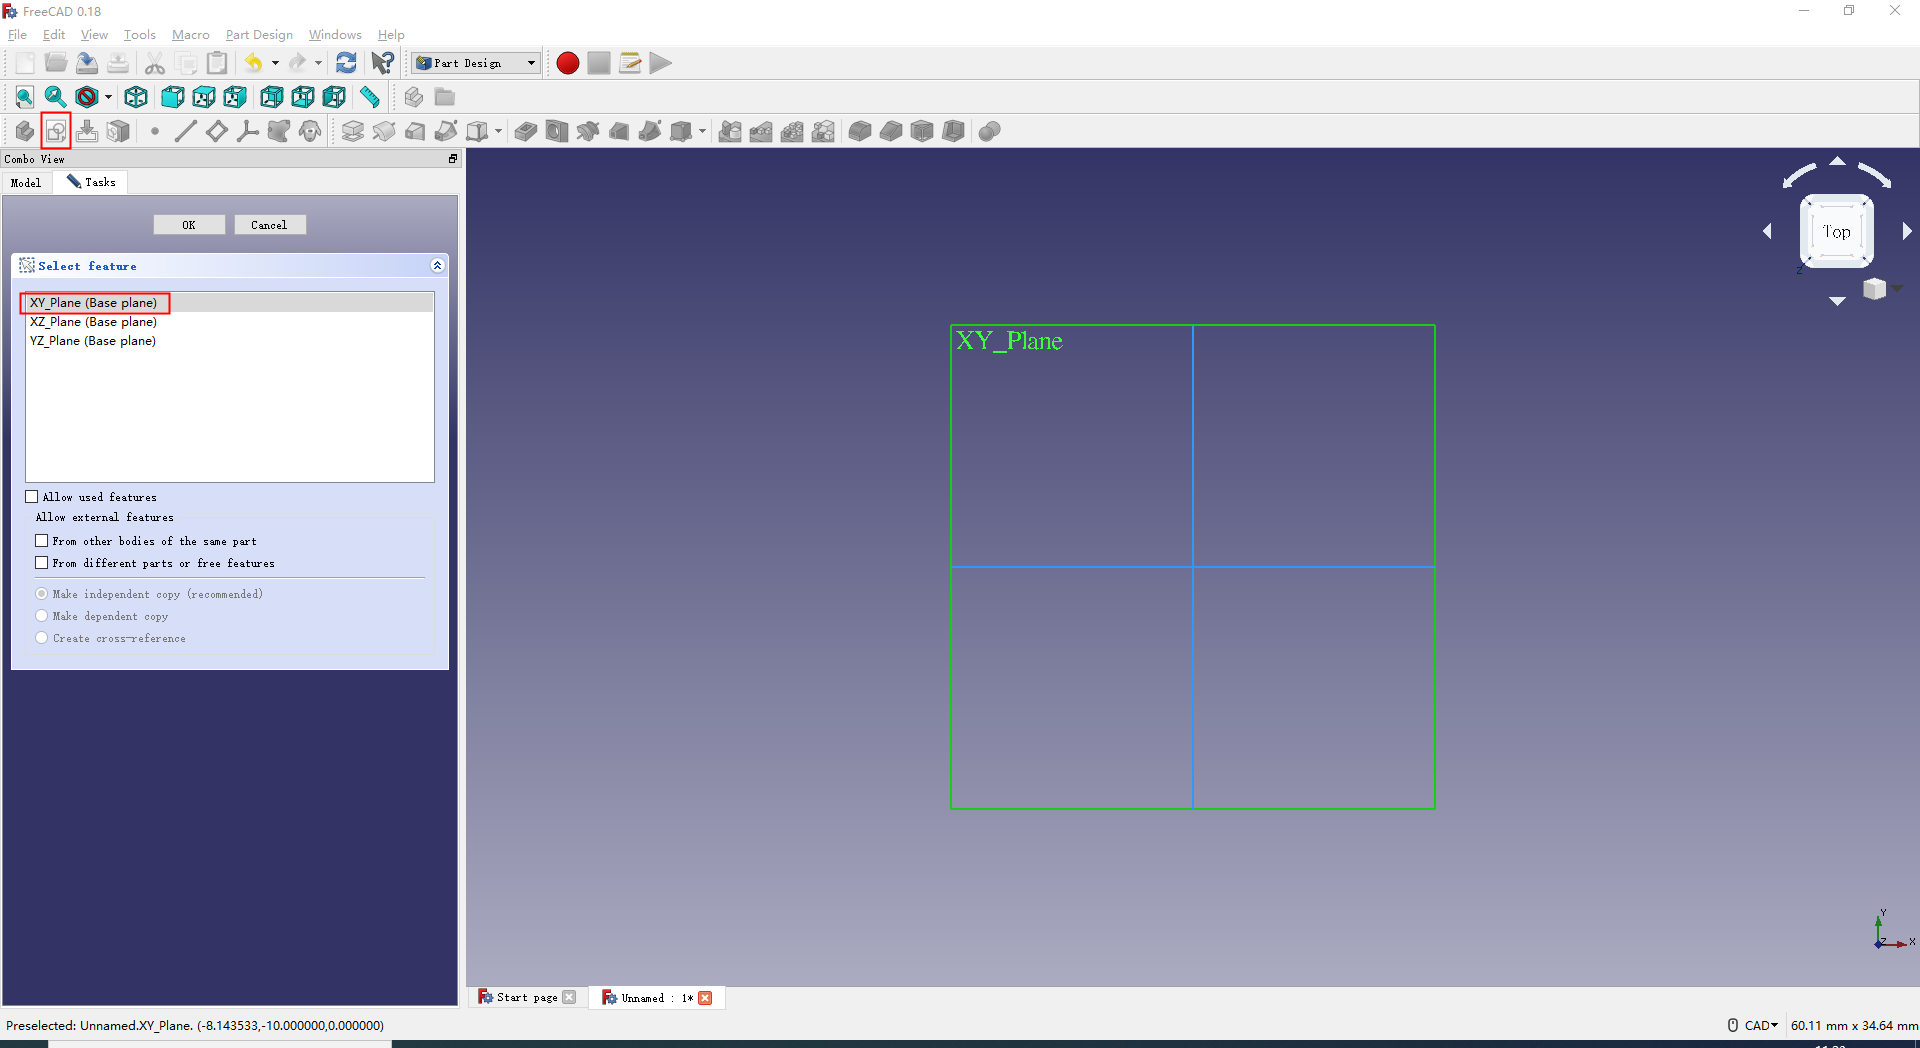 FreeCAD 0.18
File Edit View Tools Macro Part Design Windows Help
Part Design
Combo View
Model Tasks
OK Cancel
Select feature
XY_Plane (Base plane)
XZ_Plane (Base plane)
YZ_Plane (Base plane)
Allow used features
Allow external features
From other bodies of the same part
From different parts or free features
Make independent copy (recommended)
Make dependent copy
Create cross-reference
Top
Z
XY_Plane
Y
Z X
Start page Unnamed : 1*
Preselected: Unnamed.XY_Plane. (-8.143533,-10.000000,0.000000)
CAD 60.11 mm x 34.64 mm